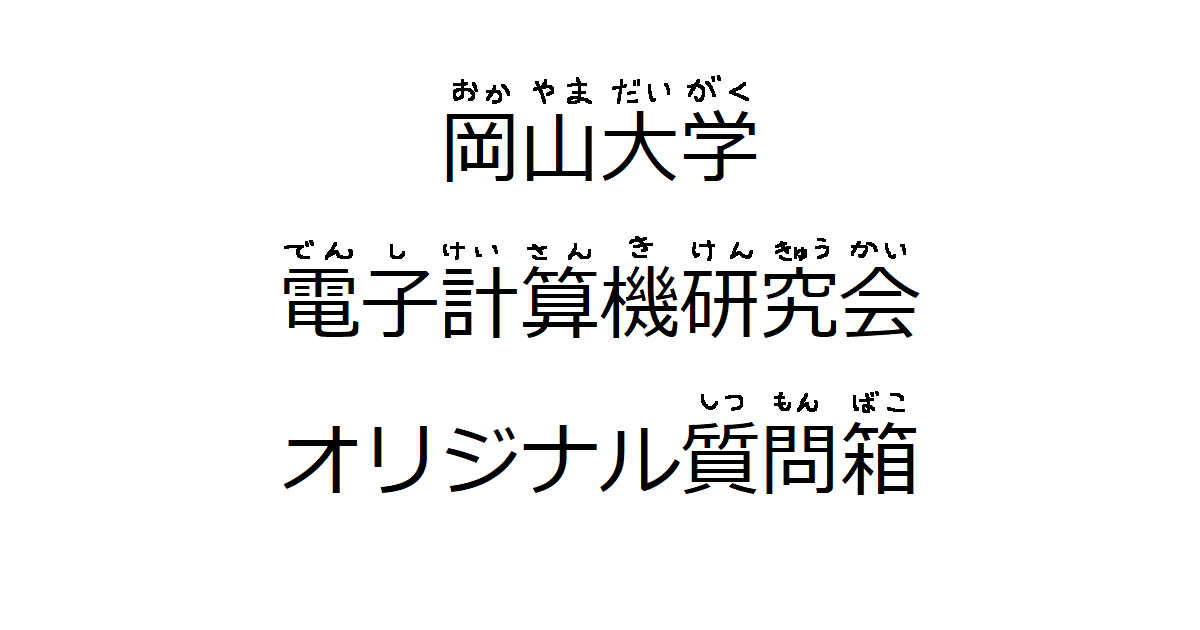 おか やま だい がく
岡山大学
でん し けい さん き けん きゅう かい
電子計算機研究会
しつ もん ばこ
オリジナル質問箱